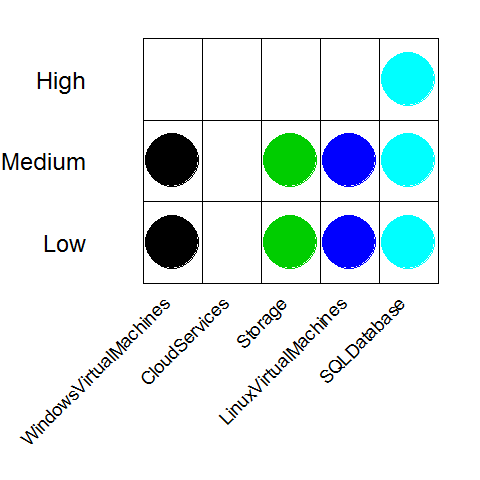 High
Medium
Low
WindowsVirtualMachines
CloudServices
Storage
LinuxVirtualMachines
SQLDatabase